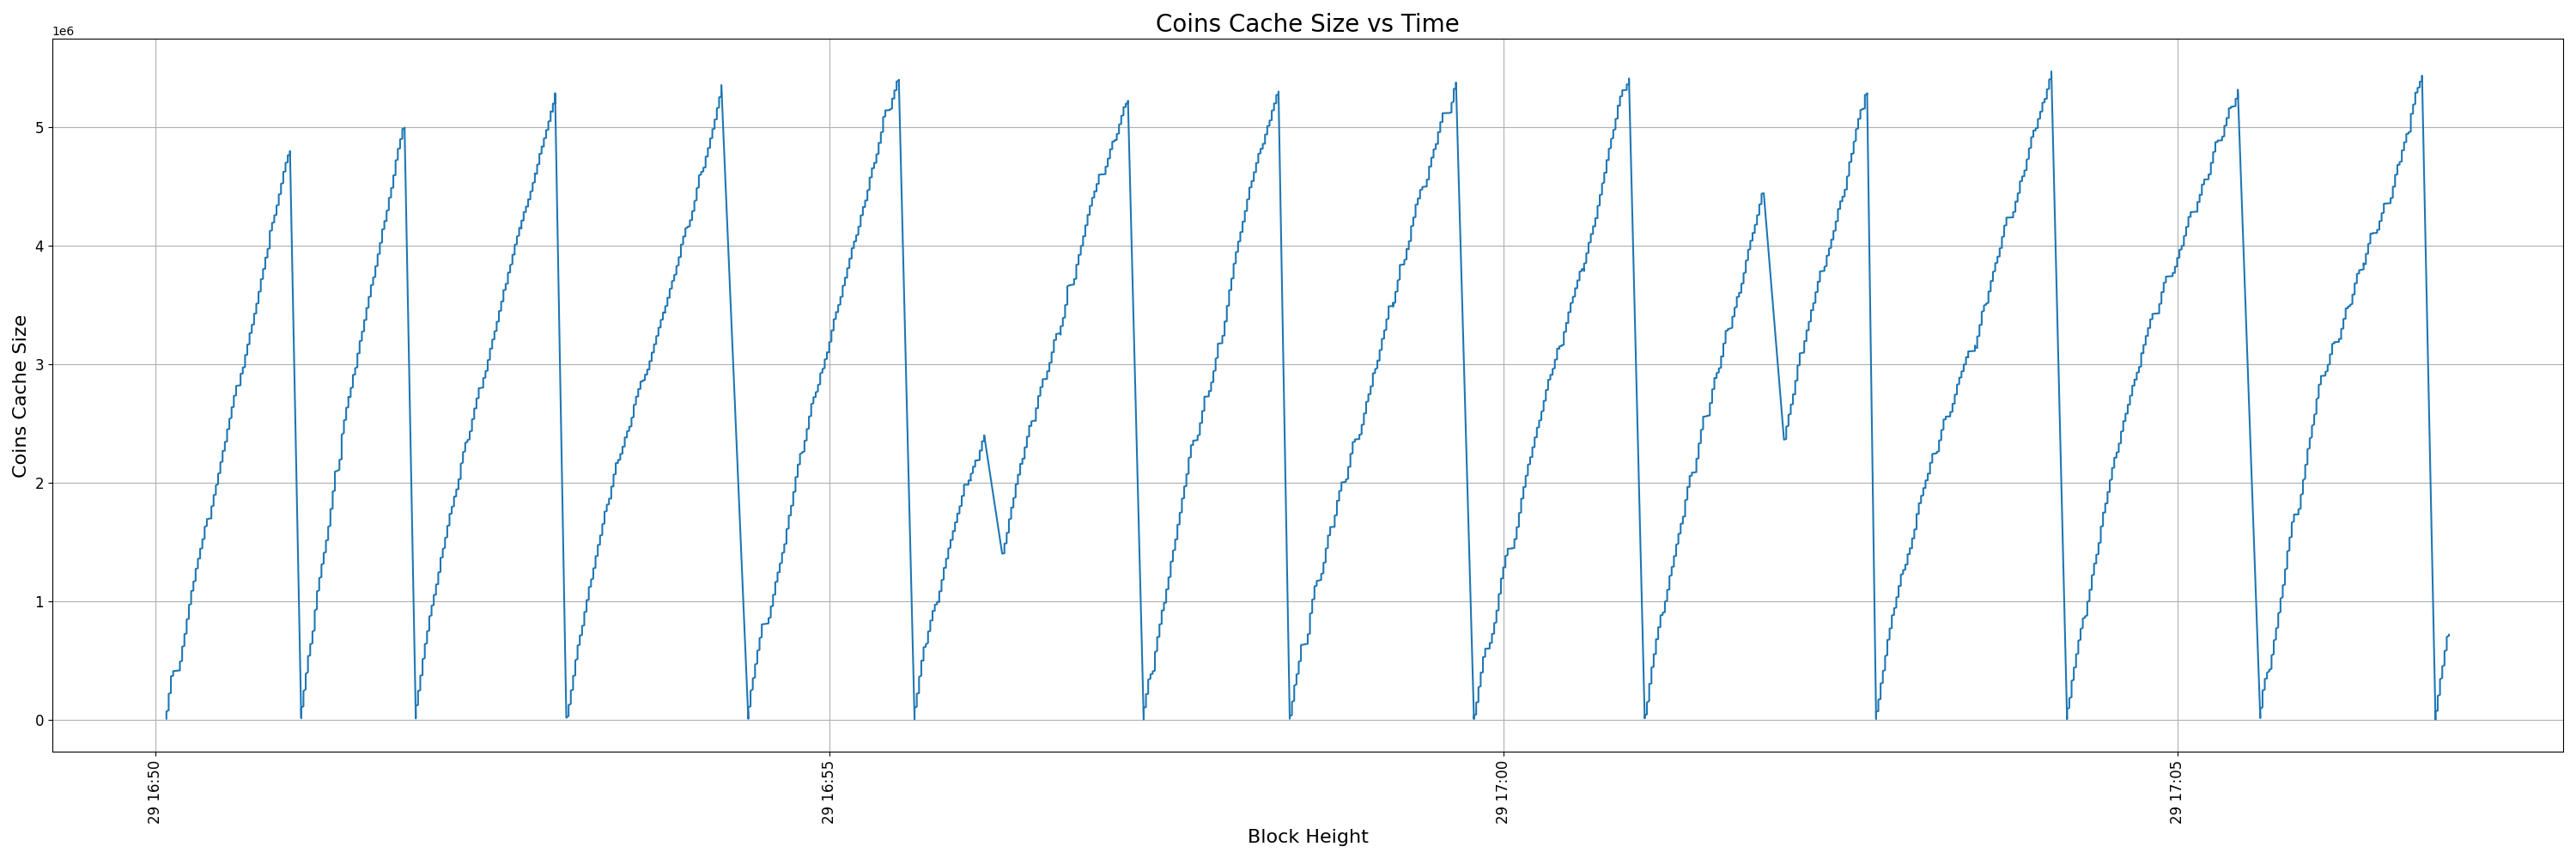 Coins Cache Size vs Time
1e6
5
4
3
2
1
0
Coins Cache Size
29 16:50
29 16:55
29 17:00
29 17:05
Block Height